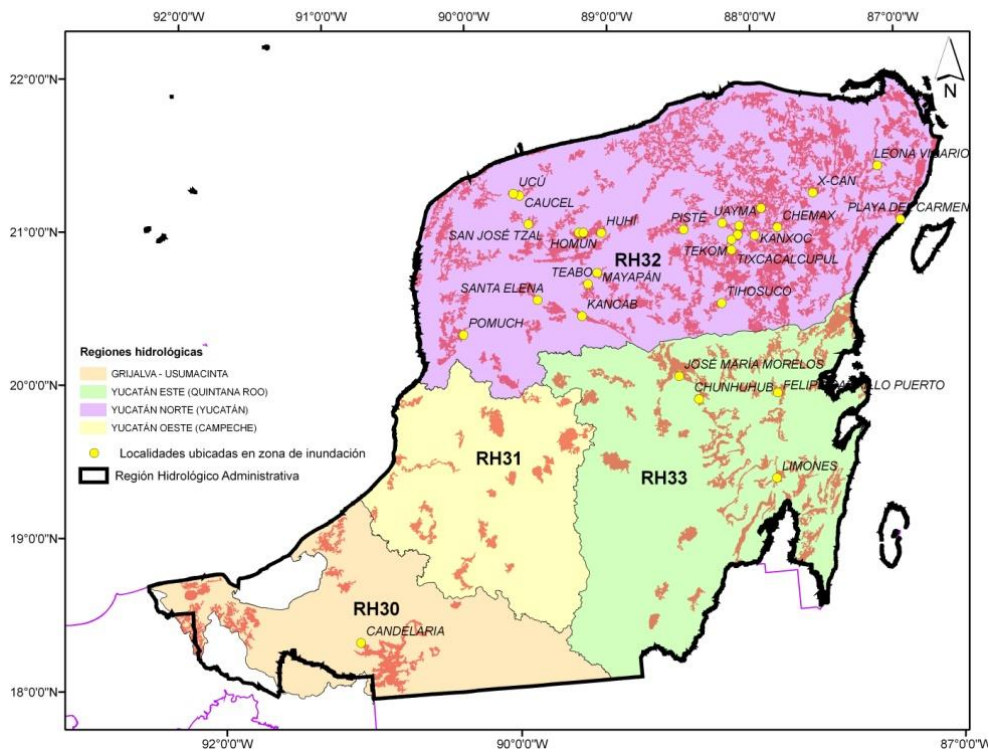 92°0'0"W 91°0'0"W 90°0'0"W 89°0'0"W 88°0'0"W 87°0'0"W
22°0'0"N
N
LEONA VICARIO
UCÚ
X-CAN
CAUCEL
PLAYA DEL CARMEN
HUHÍ
PISTÉ
UAYMA
CHEMAX
SAN JOSÉ TZAL
21°0'0"N
HOMÚN
KANXOC
TEKOM
RH32
TIXCACALCUPUL
TEABO
MAYAPÁN
SANTA ELENA
TIHOSUCO
KANCAB
POMUCH
Regiones hidrológicas
GRIJALVA - USUMACINTA
YUCATÁN ESTE (QUINTANA ROO)
YUCATÁN NORTE (YUCATÁN)
YUCATÁN OESTE (CAMPECHE)
Localidades ubicadas en zona de inundación
Región Hidrológico Administrativa
JOSÉ MARÍA MORELOS
20°0'0"N
CHUNHUHUB
FELIPE CARRILLO PUERTO
RH31
RH33
LIMONES
19°0'0"N
RH30
CANDELARIA
18°0'0"N
92°0'0"W 90°0'0"W 87°0'0"W